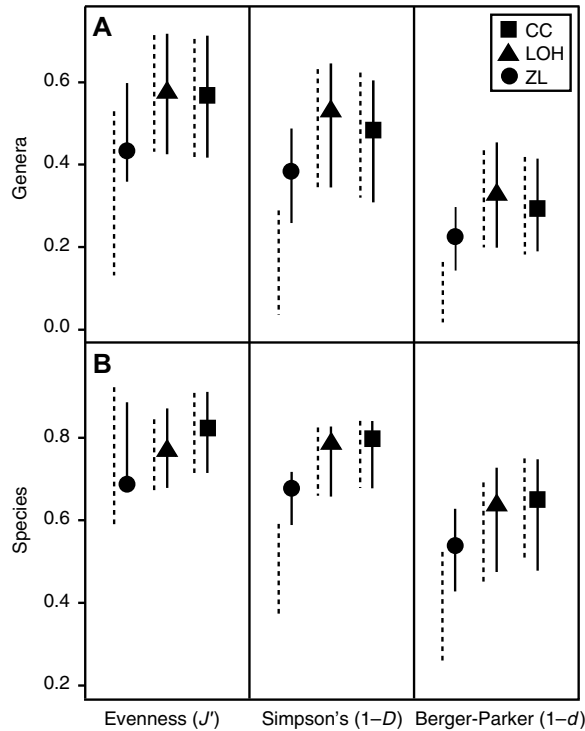 A
CC
LOH
ZL
0.6
0.4
0.2
0.0
Genera
B
0.8
0.6
0.4
0.2
Species
Evenness (J′)
Simpson's (1–D)
Berger-Parker (1–d)